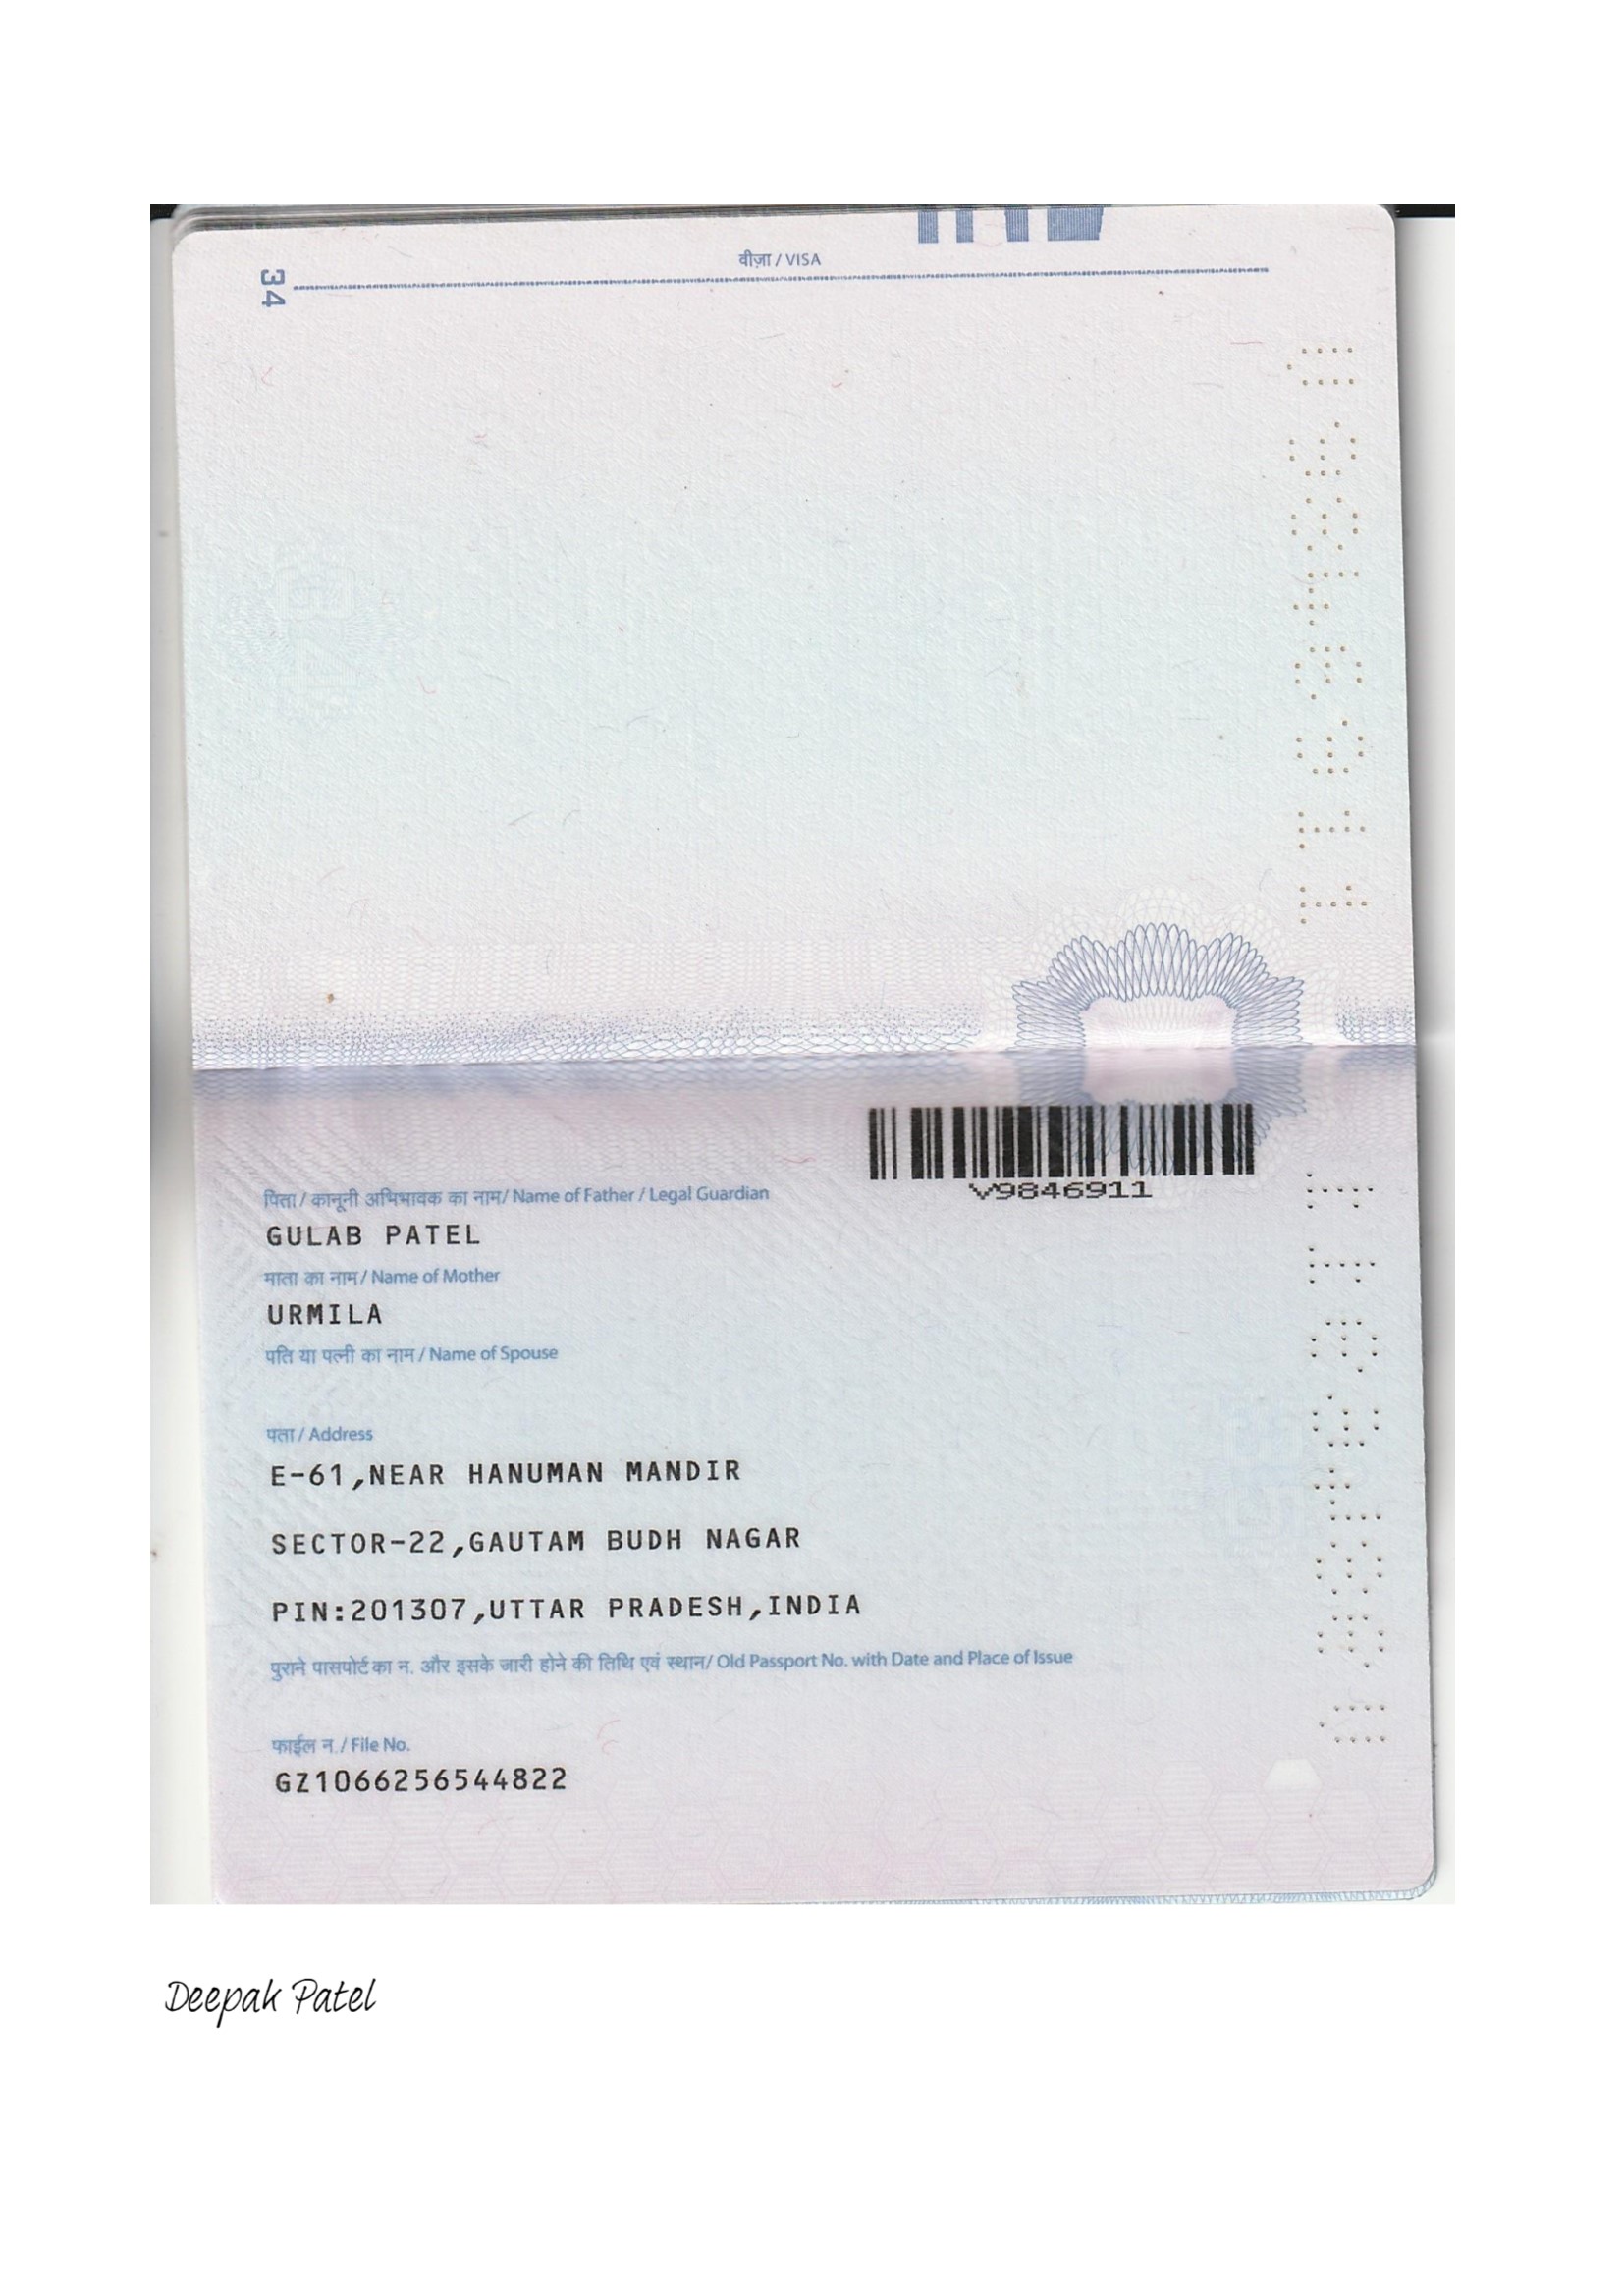 34
वीज़ा / VISA
V9846911
पिता / कानूनी अभिभावक का नाम/ Name of Father / Legal Guardian
GULAB PATEL
माता का नाम/ Name of Mother
URMILA
पति या पत्नी का नाम / Name of Spouse
पता / Address
E-61,NEAR HANUMAN MANDIR
SECTOR-22,GAUTAM BUDH NAGAR
PIN:201307,UTTAR PRADESH,INDIA
पुराने पासपोर्ट का न. और इसके जारी होने की तिथि एवं स्थान/ Old Passport No. with Date and Place of Issue
फाईल न / File No.
GZ1066256544822
Deepak Patel